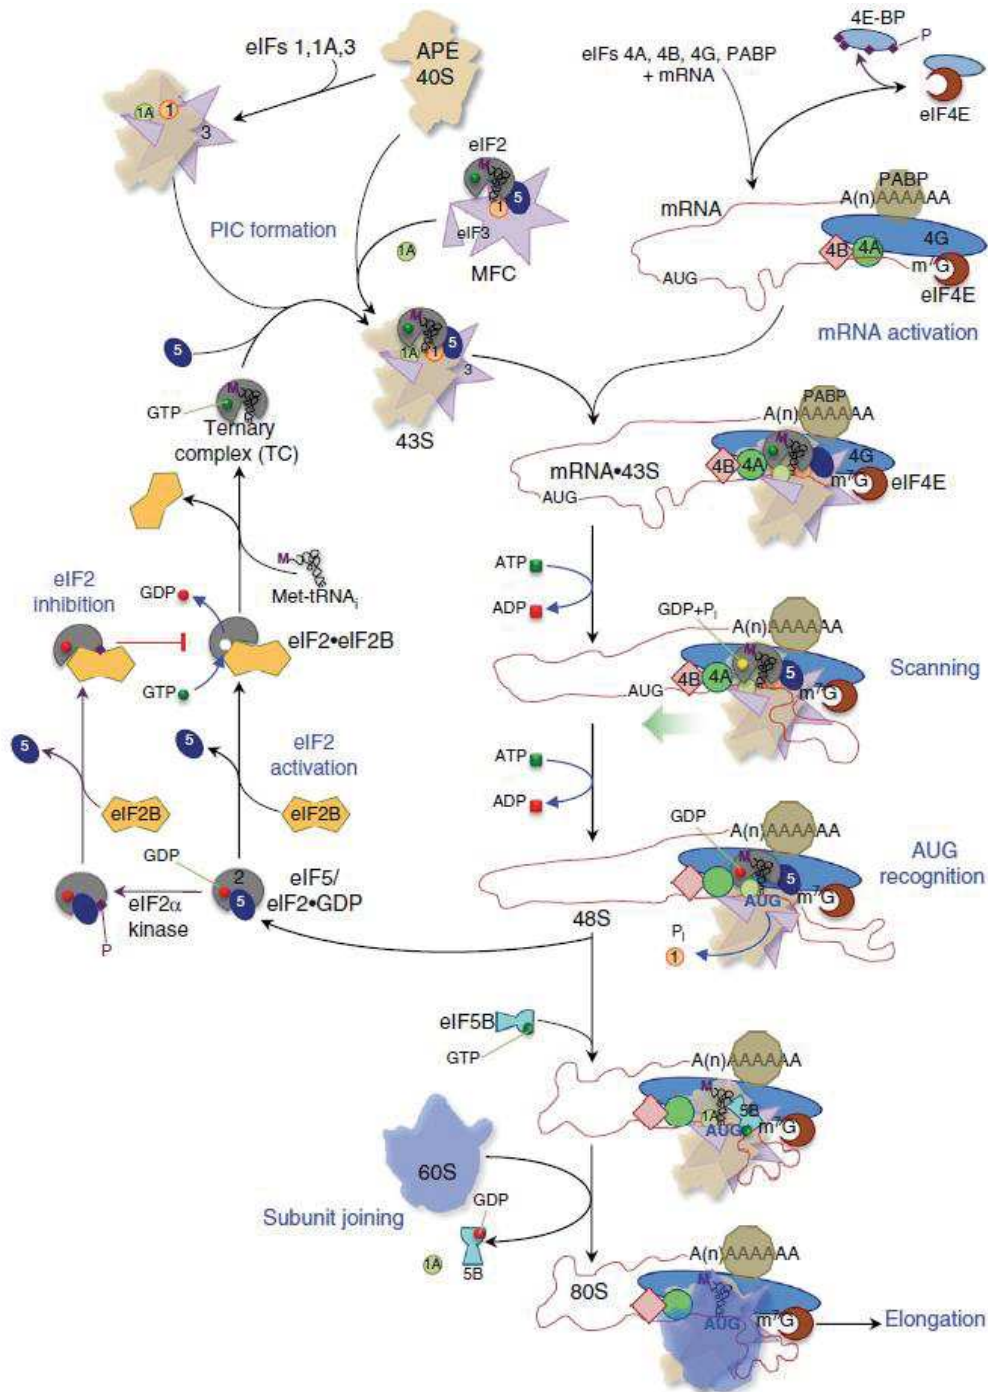 eIFs 1,1A,3
APE
40S
1A
1
3
PIC formation
eIF2
M
5
1
eIF3
1A
MFC
4E-BP
P
eIFs 4A, 4B, 4G, PABP
+ mRNA
eIF4E
PABP
A(n)AAAAAA
mRNA
4G
4B
4A
AUG
m⁷G
eIF4E
mRNA activation
5
M
5
1A
1
3
43S
M
GTP
Ternary
complex (TC)
PABP
A(n)AAAAAA
M
4G
4B
4A
mRNA•43S
m⁷G
eIF4E
AUG
M
Met-tRNAᵢ
eIF2
inhibition
GDP
eIF2•eIF2B
GTP
ATP
ADP
GDP+Pᵢ
A(n)AAAAAA
M
4B
4A
5
AUG
m⁷G
Scanning
5
5
eIF2
activation
eIF2B
eIF2B
ATP
ADP
GDP
A(n)AAAAAA
M
5
AUG
m⁷G
AUG
recognition
48S
Pᵢ
1
GDP
2
5
eIF5/
eIF2•GDP
eIF2α
kinase
P
eIF5B
GTP
A(n)AAAAAA
M
1A
5B
AUG
m⁷G
60S
Subunit joining
GDP
1A
5B
A(n)AAAAAA
M
80S
AUG
m⁷G
Elongation